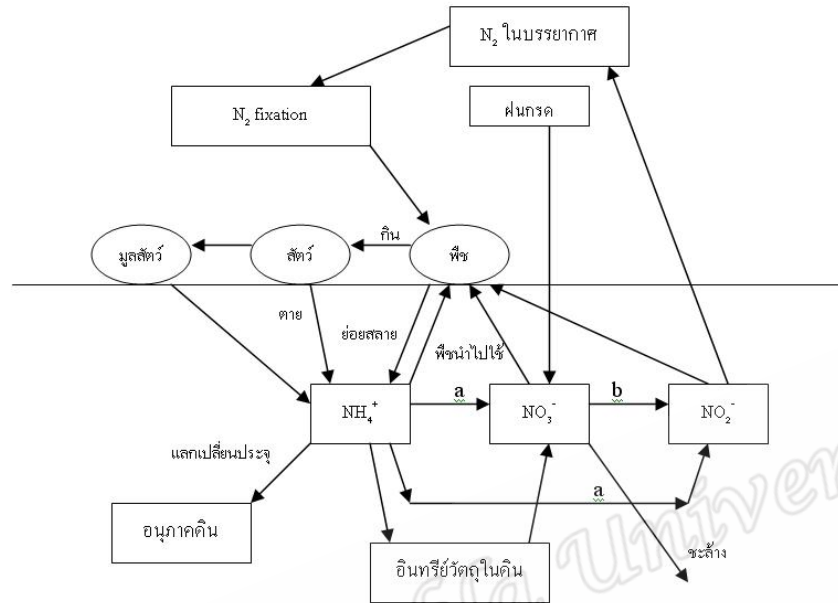 N₂ ในบรรยากาศ
N₂ fixation
ฝนกรด
มูลสัตว์
สัตว์
กิน
พืช
ตาย
ย่อยสลาย
พืชนำไปใช้
NH₄⁺
a
NO₃⁻
b
NO₂⁻
แลกเปลี่ยนประจุ
a
อนุภาคดิน
อินทรีย์วัตถุในดิน
ชะล้าง